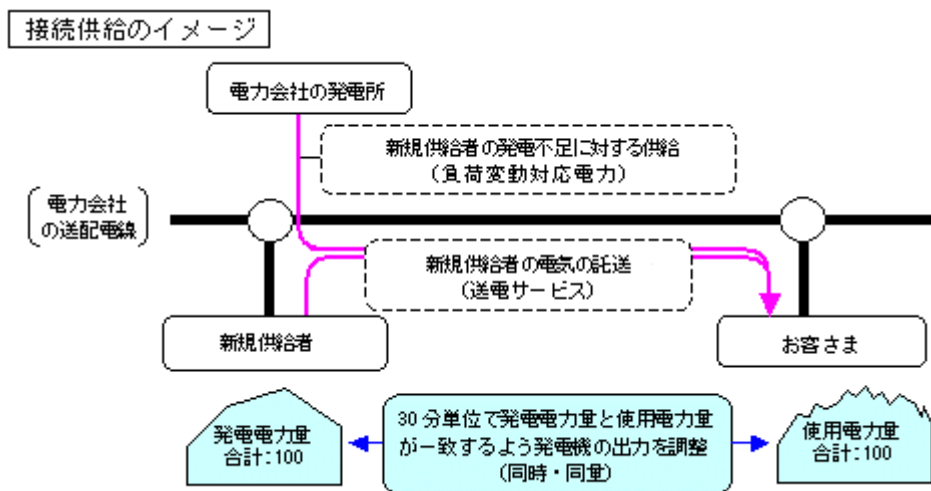 接続供給のイメージ
電力会社の発電所
新規供給者の発電不足に対する供給
（負荷変動対応電力）
電力会社
の送配電線
新規供給者の電気の託送
（送電サービス）
新規供給者
お客さま
発電電力量
合計：100
30分単位で発電電力量と使用電力量
が一致するよう発電機の出力を調整
（同時・同量）
使用電力量
合計：100